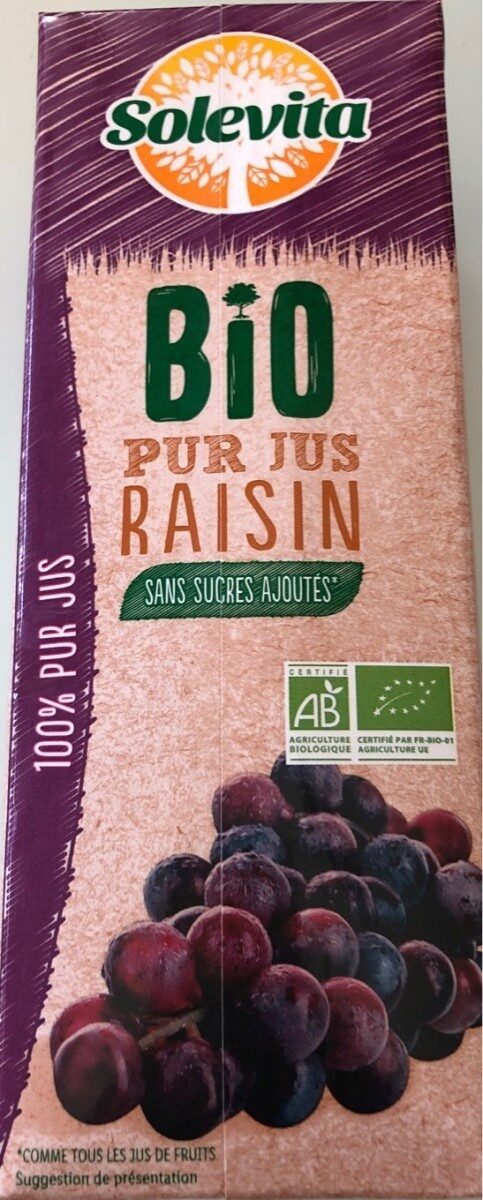 Solevita
BiO
PUR JUS
RAISIN
SANS SUCRES AJOUTÉS*
100% PUR JUS
CERTIFIÉ
AB
AGRICULTURE
BIOLOGIQUE
CERTIFIÉ PAR FR-BIO-01
AGRICULTURE UE
*COMME TOUS LES JUS DE FRUITS
Suggestion de présentation